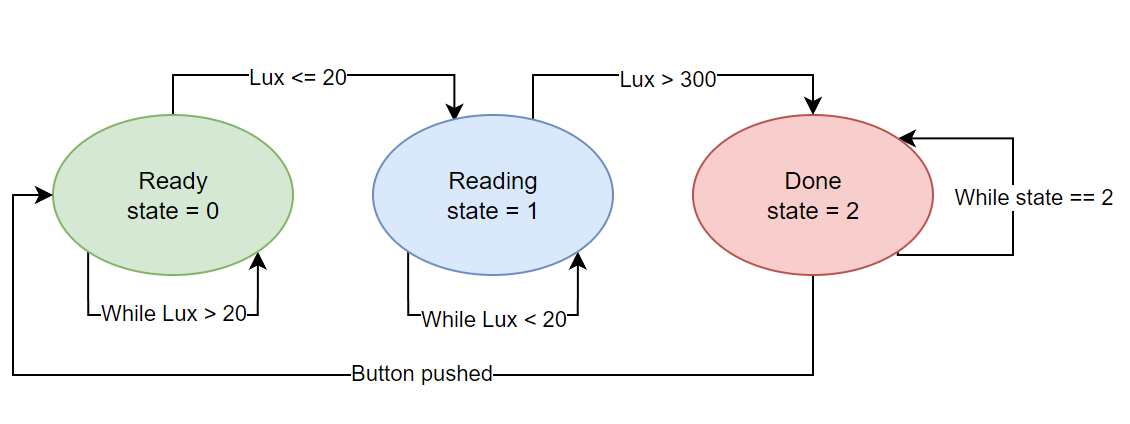 Lux <= 20
Lux > 300
Ready
state = 0
Reading
state = 1
Done
state = 2
While state == 2
While Lux > 20
While Lux < 20
Button pushed